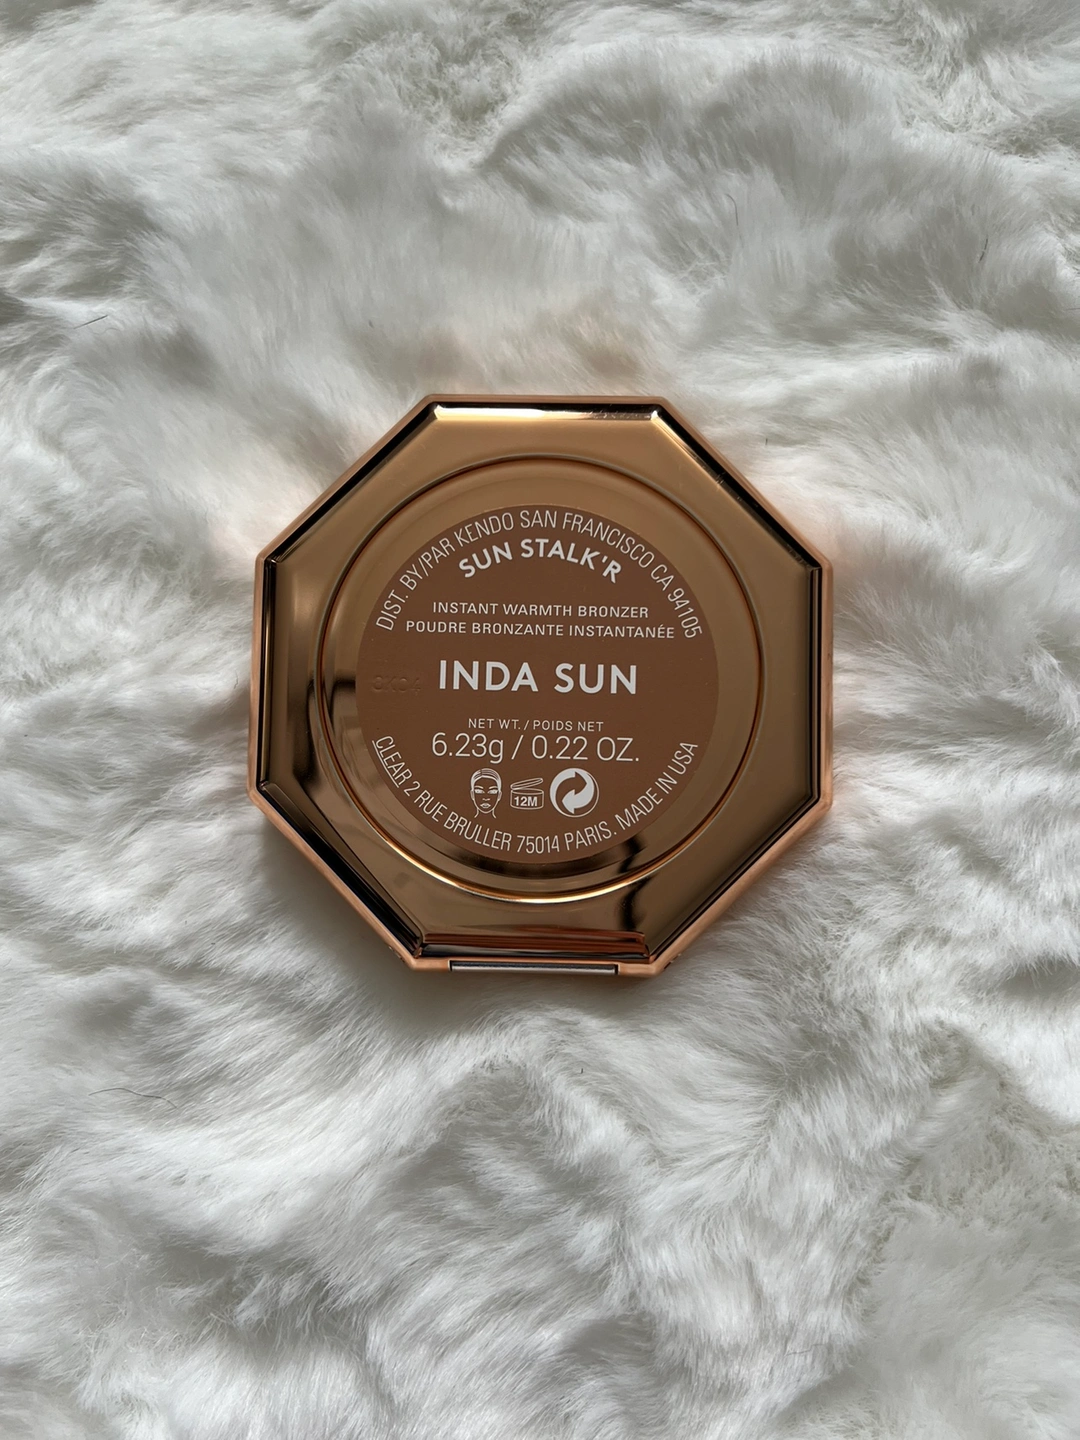 DIST. BY/PAR KENDO SAN FRANCISCO CA 94105
SUN STALK'R
INSTANT WARMTH BRONZER
POUDRE BRONZANTE INSTANTANÉE
INDA SUN
NET WT. / POIDS NET
6.23g / 0.22 OZ.
12M
CLEAR 2 RUE BRULLER 75014 PARIS. MADE IN USA